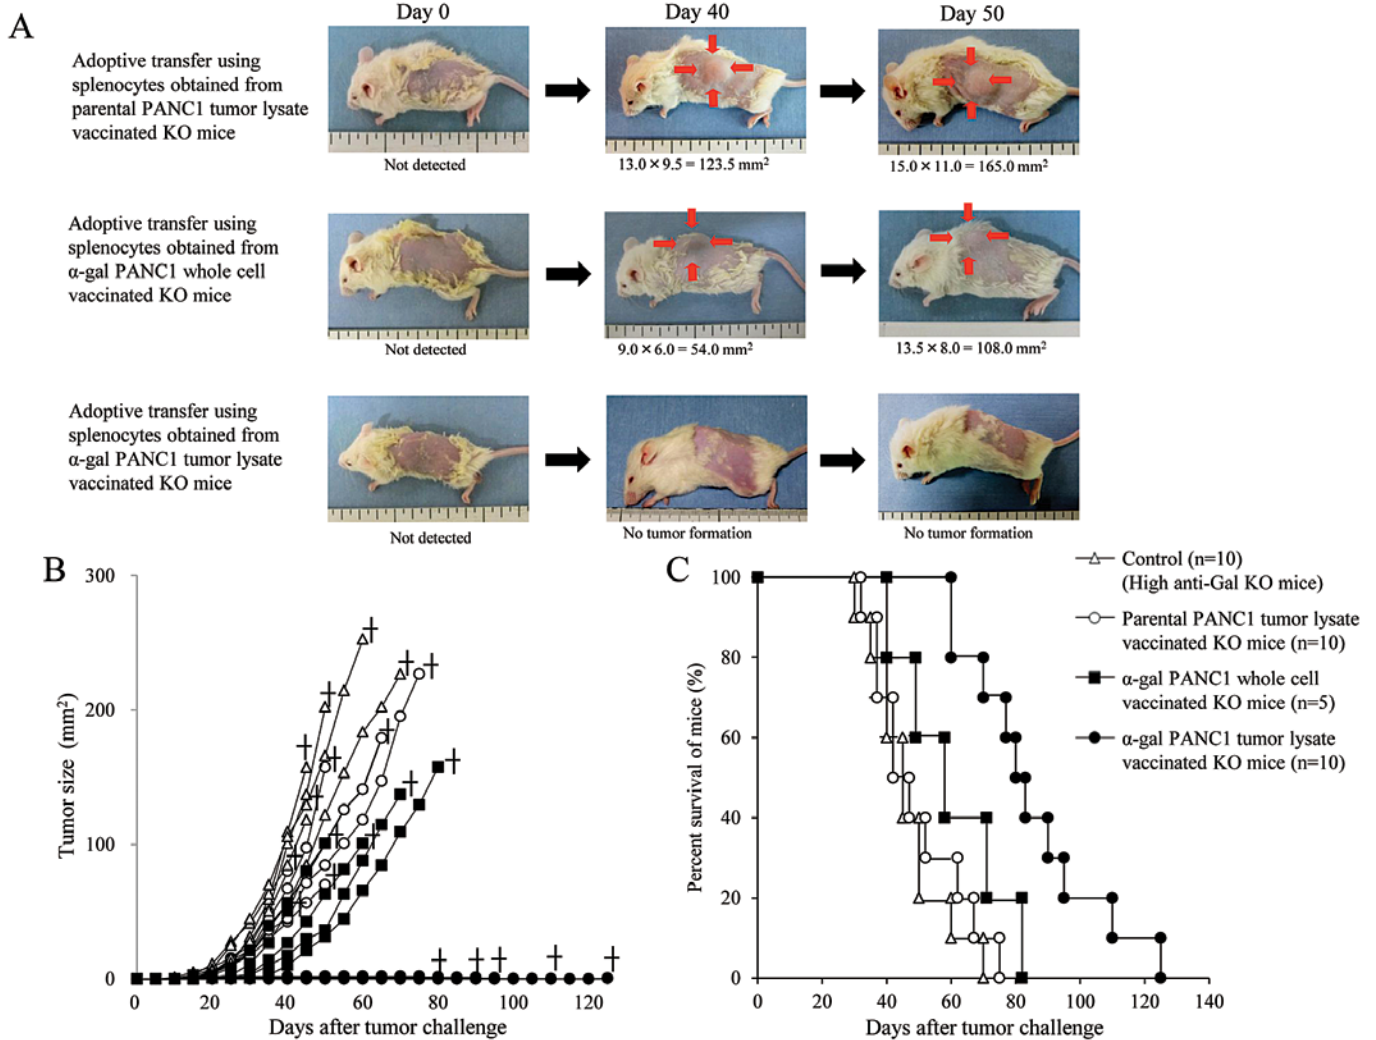 A
Day 0
Day 40
Day 50
Adoptive transfer using
splenocytes obtained from
parental PANC1 tumor lysate
vaccinated KO mice
Not detected
13.0 × 9.5 = 123.5 mm²
15.0 × 11.0 = 165.0 mm²
Adoptive transfer using
splenocytes obtained from
α-gal PANC1 whole cell
vaccinated KO mice
Not detected
9.0 × 6.0 = 54.0 mm²
13.5 × 8.0 = 108.0 mm²
Adoptive transfer using
splenocytes obtained from
α-gal PANC1 tumor lysate
vaccinated KO mice
Not detected
No tumor formation
No tumor formation
B
300
200
100
0
Tumor size (mm²)
0 20 40 60 80 100 120
Days after tumor challenge
C
100
80
60
40
20
0
Percent survival of mice (%)
0 20 40 60 80 100 120 140
Days after tumor challenge
Control (n=10)
(High anti-Gal KO mice)
Parental PANC1 tumor lysate
vaccinated KO mice (n=10)
α-gal PANC1 whole cell
vaccinated KO mice (n=5)
α-gal PANC1 tumor lysate
vaccinated KO mice (n=10)